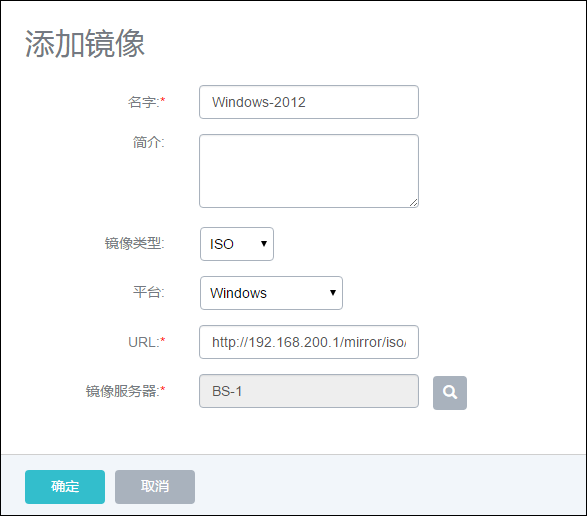 添加镜像
名字:* Windows-2012
简介:
镜像类型: ISO
平台: Windows
URL:* http://192.168.200.1/mirror/iso/
镜像服务器:* BS-1
确定 取消